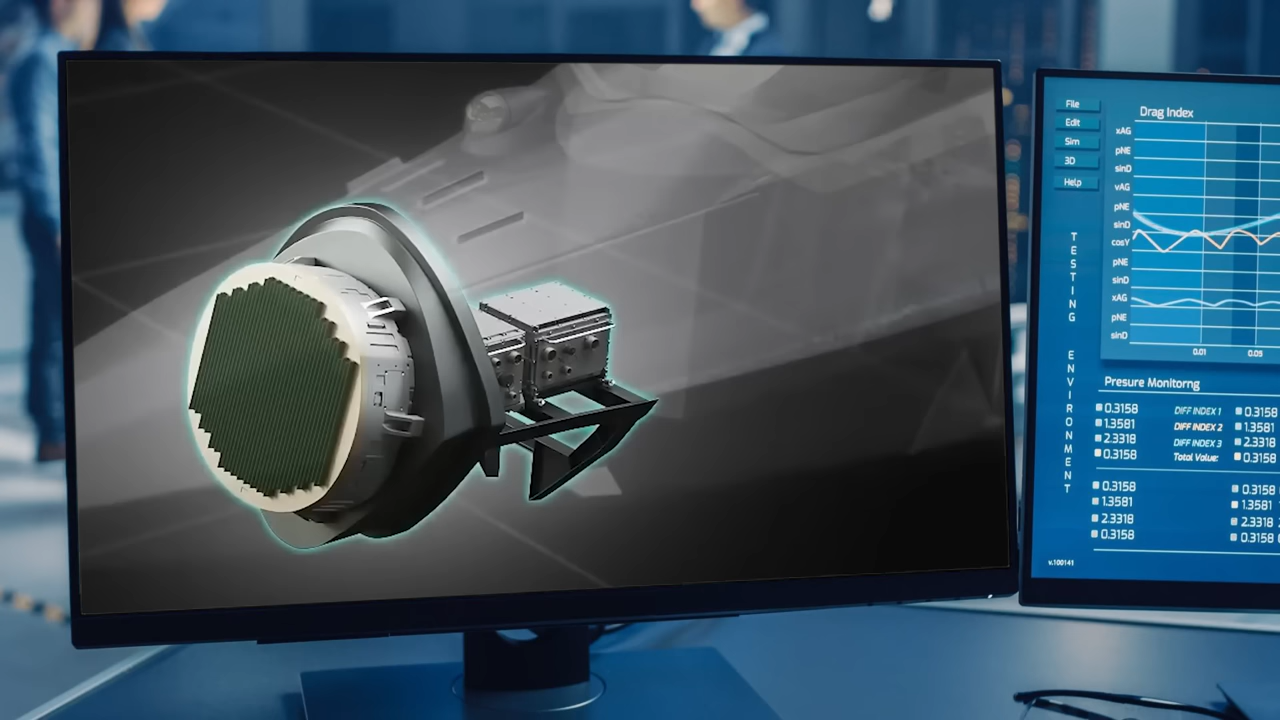 File
Edit
Sim
3D
Help
TESTING ENVIRONMENT
v.100141
Drag Index
xAG
pNE
sinD
vAG
pNE
sinD
cosY
pNE
sinD
xAG
pNE
sinD
0.01 0.05
Presure Monitorng
0.3158 DIFF INDEX 1 0.3158
1.3581 DIFF INDEX 2 1.3581
2.3318 DIFF INDEX 3 2.3318
0.3158 Total Value: 0.3158
0.3158 0.3158
1.3581 1.3581
2.3318 2.3318
0.3158 0.3158